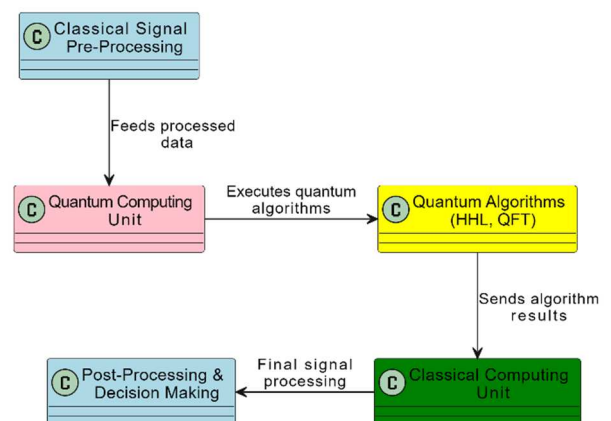 C
Classical Signal
Pre-Processing
Feeds processed
data
C
Quantum Computing
Unit
Executes quantum
algorithms
C
Quantum Algorithms
(HHL, QFT)
Sends algorithm
results
C
Classical Computing
Unit
Final signal
processing
C
Post-Processing &
Decision Making